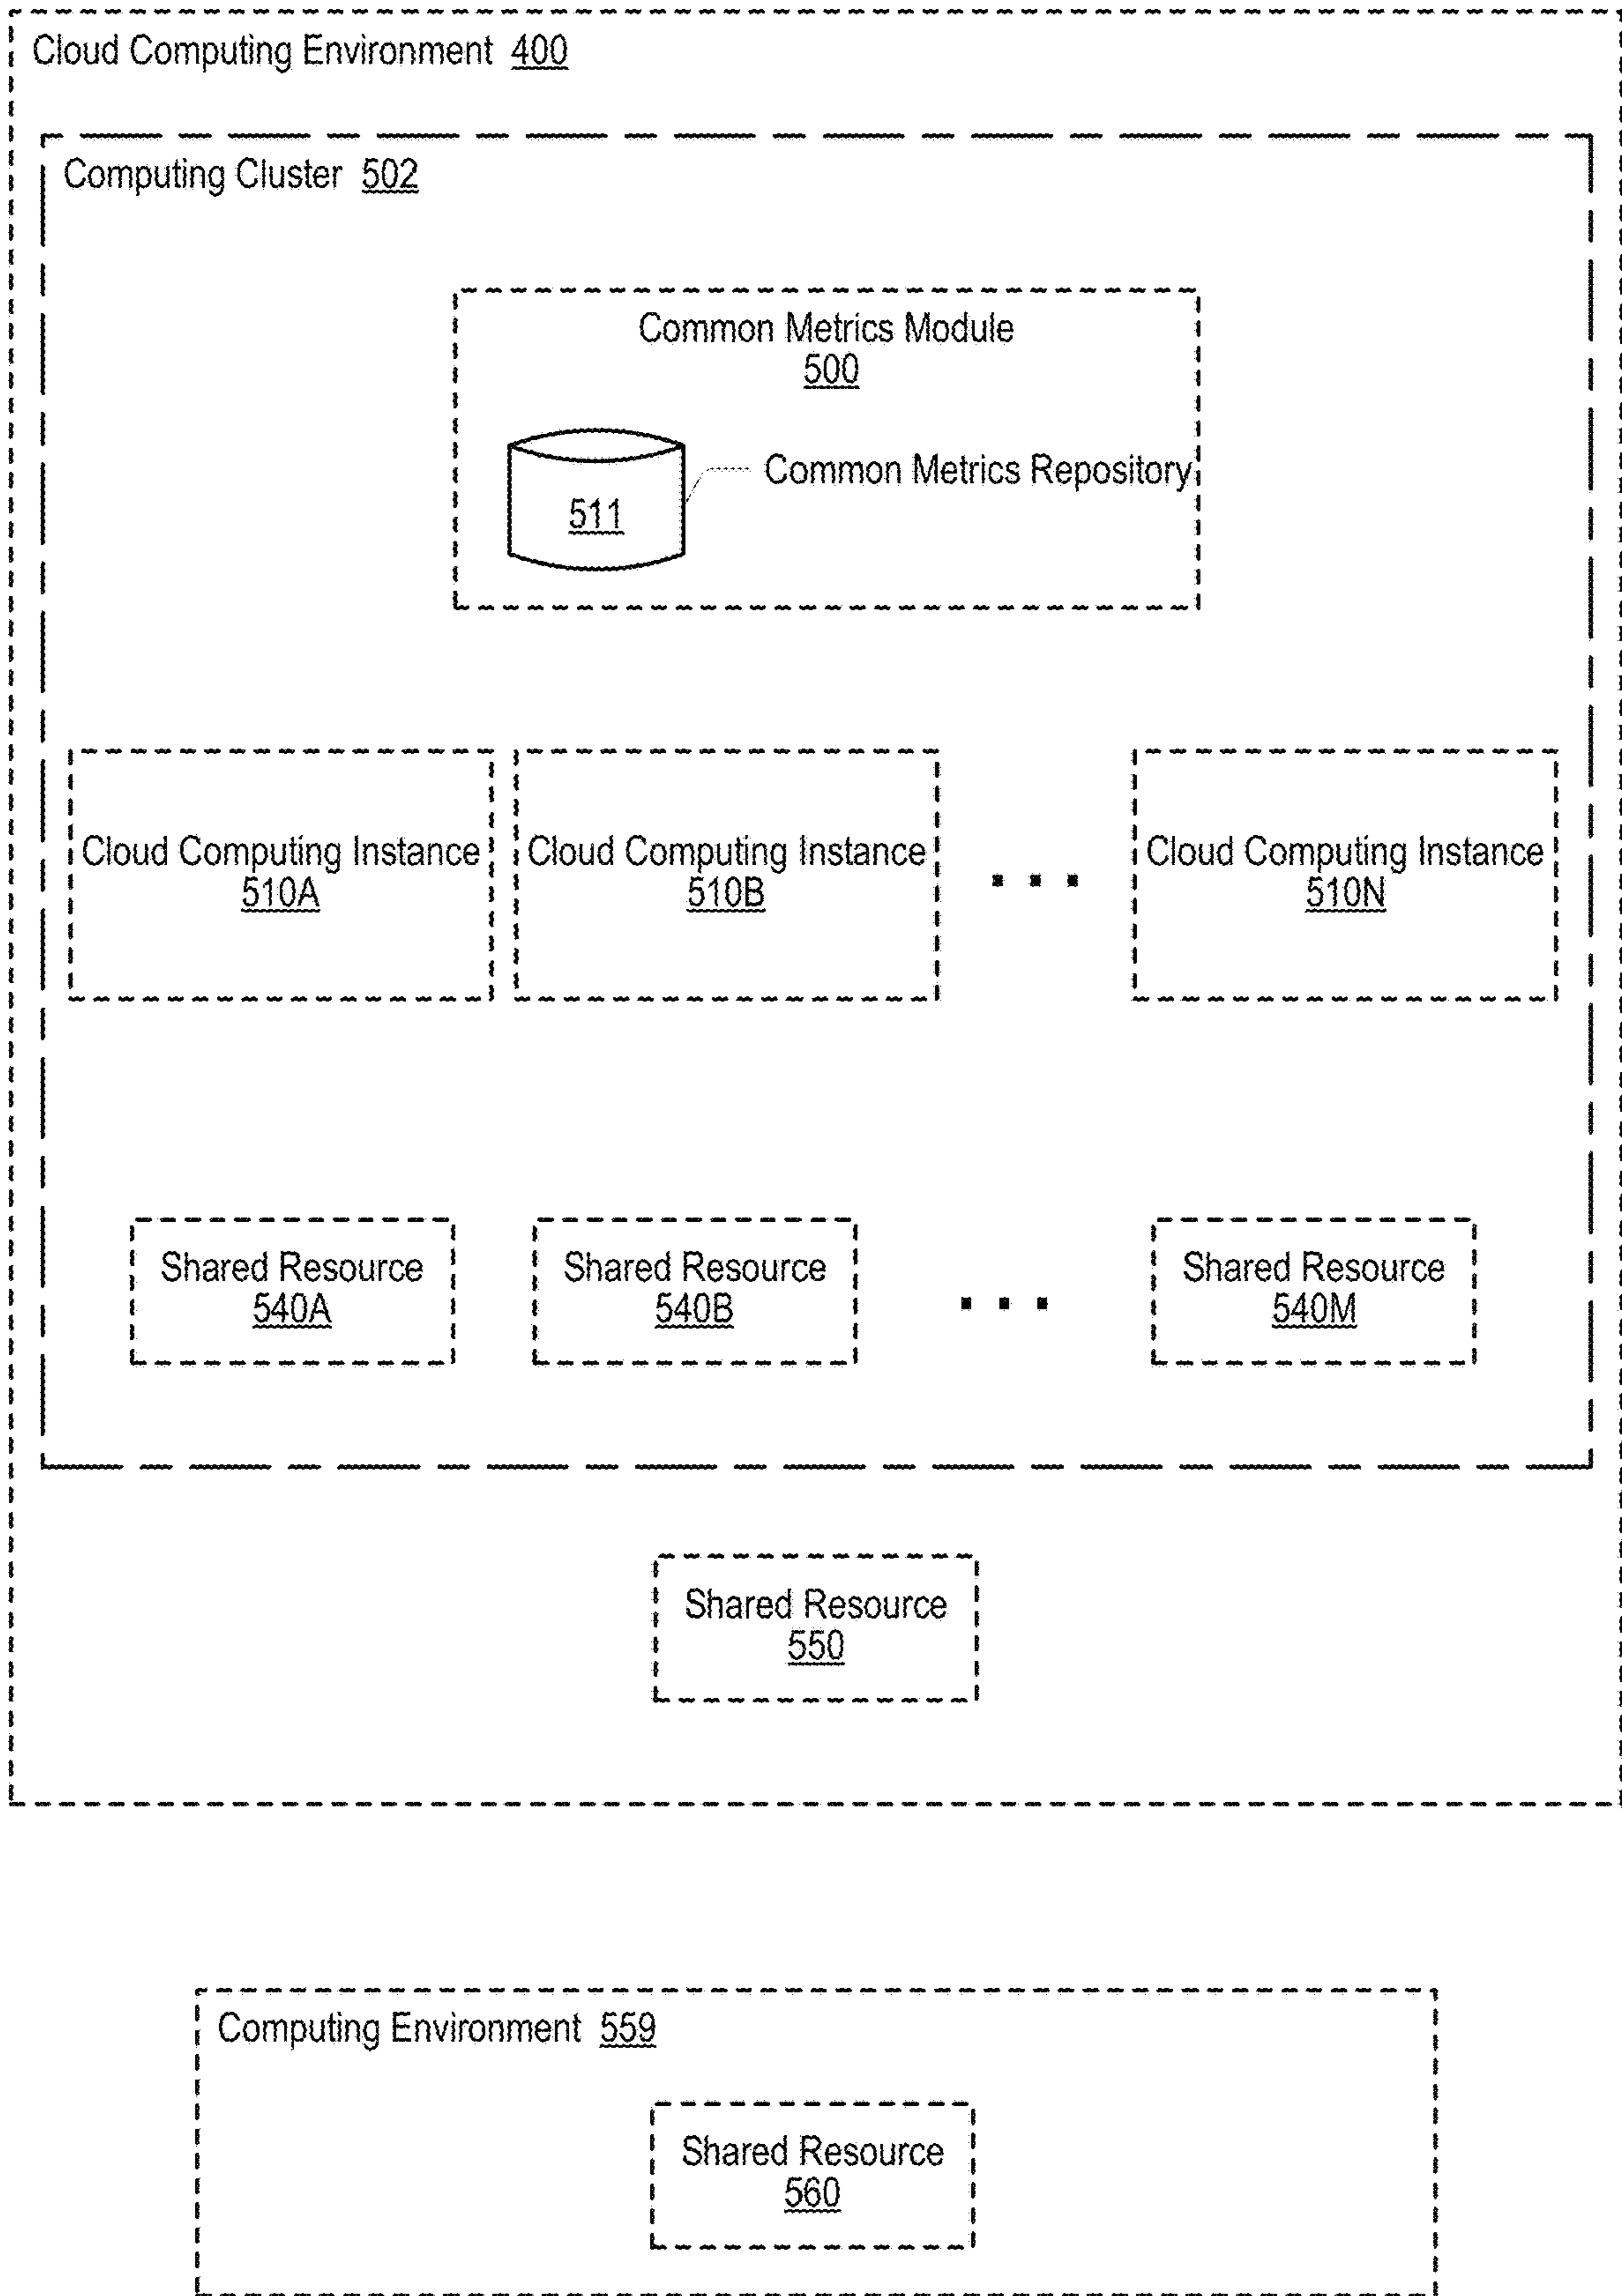 Cloud Computing Environment 400
Computing Cluster 502
Common Metrics Module
500
Common Metrics Repository
511
Cloud Computing Instance
510A
Cloud Computing Instance
510B
Cloud Computing Instance
510N
Shared Resource
540A
Shared Resource
540B
Shared Resource
540M
Shared Resource
550
Computing Environment 559
Shared Resource
560